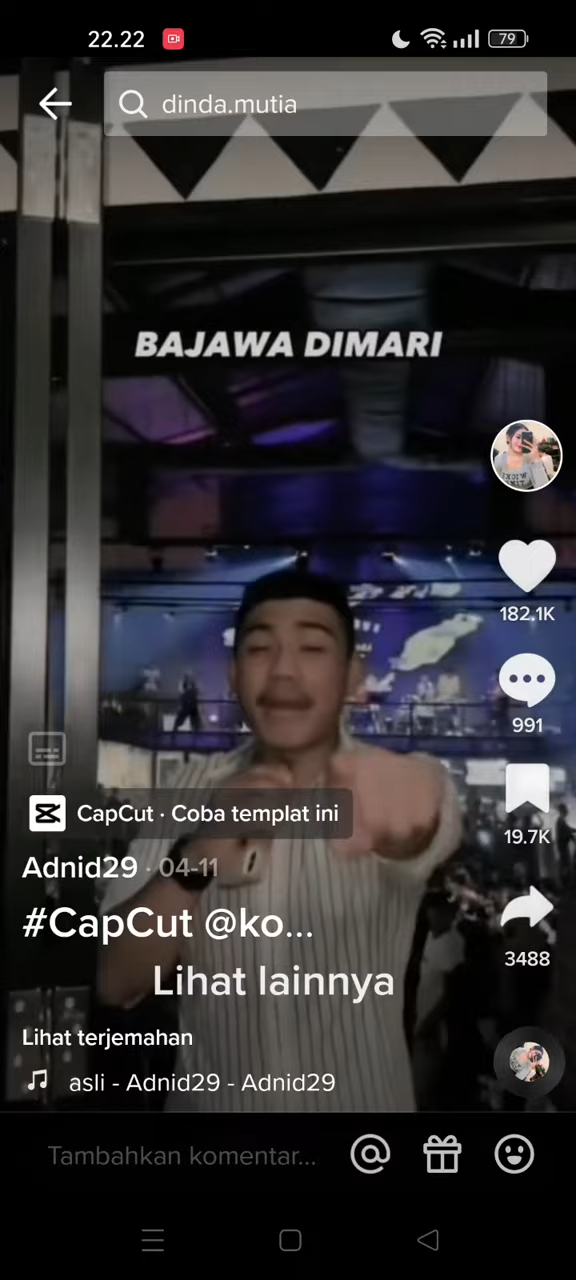 22.22
79
dinda.mutia
BAJAWA DIMARI
182.1K
991
CapCut · Coba templat ini
19.7K
Adnid29 · 04-11
#CapCut @ko...
Lihat lainnya
3488
Lihat terjemahan
asli - Adnid29 - Adnid29
Tambahkan komentar...